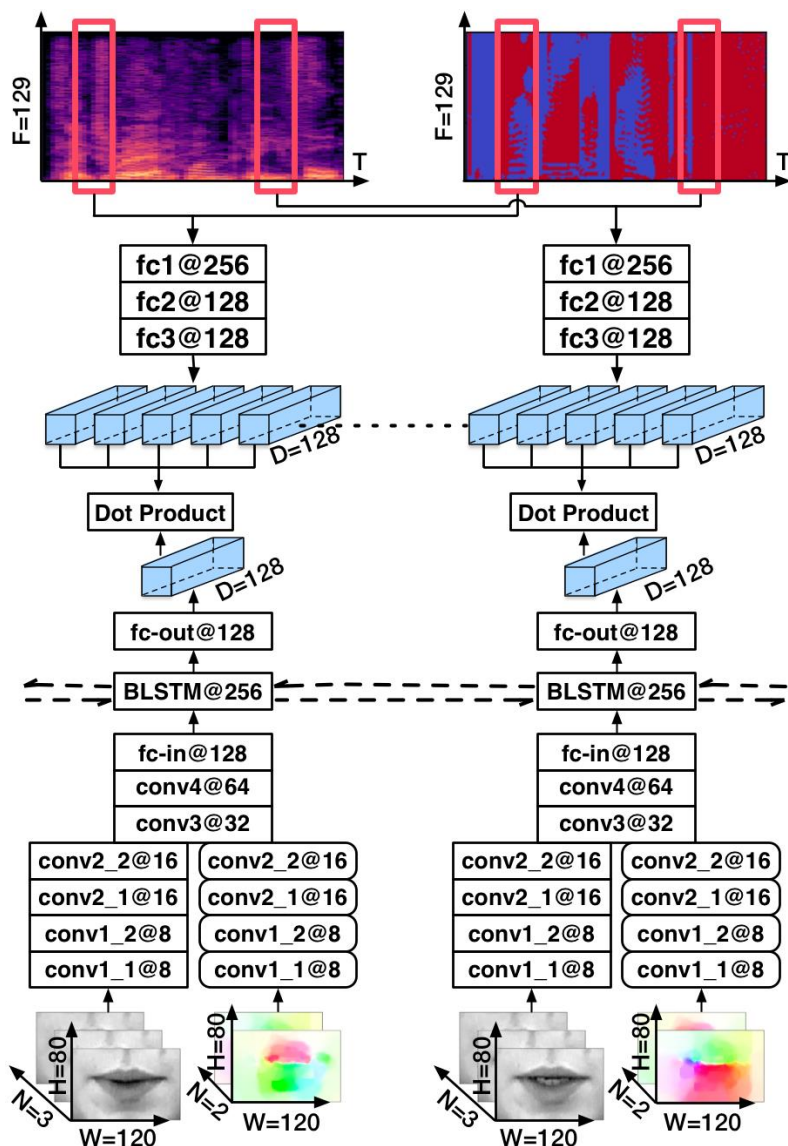 F=129
T
F=129
T
fc1@256
fc2@128
fc3@128
fc1@256
fc2@128
fc3@128
D=128
D=128
Dot Product
Dot Product
D=128
D=128
fc-out@128
fc-out@128
BLSTM@256
BLSTM@256
fc-in@128
conv4@64
conv3@32
fc-in@128
conv4@64
conv3@32
conv2_2@16
conv2_1@16
conv1_2@8
conv1_1@8
conv2_2@16
conv2_1@16
conv1_2@8
conv1_1@8
conv2_2@16
conv2_1@16
conv1_2@8
conv1_1@8
conv2_2@16
conv2_1@16
conv1_2@8
conv1_1@8
H=80
N=3
W=120
H=80
N=2
W=120
H=80
N=3
W=120
H=80
N=2
W=120